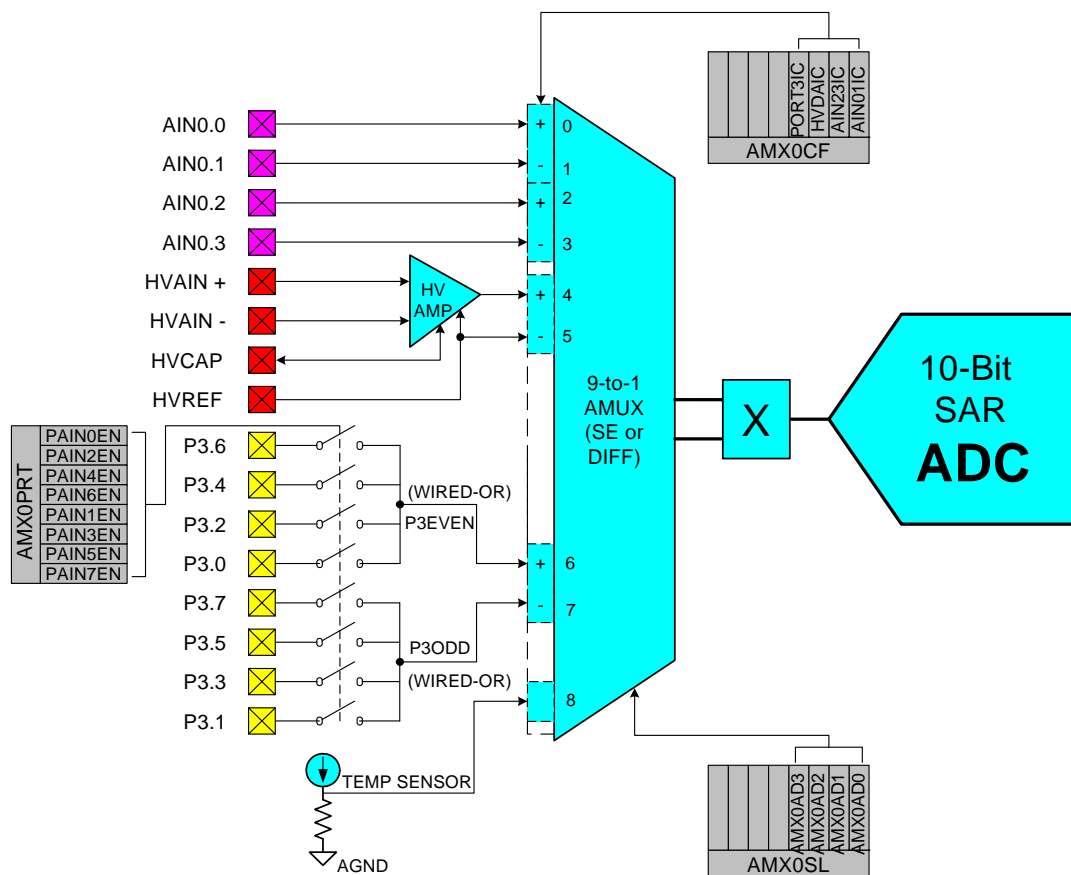 PORT3IC
HVDAIC
AIN23IC
AIN01IC
AMX0CF
AIN0.0
AIN0.1
AIN0.2
AIN0.3
HVAIN +
HVAIN -
HVCAP
HVREF
HV
AMP
+ 0
- 1
+ 2
- 3
+ 4
- 5
9-to-1
AMUX
(SE or
DIFF)
X
10-Bit
SAR
ADC
AMX0PRT
PAIN0EN
PAIN2EN
PAIN4EN
PAIN6EN
PAIN1EN
PAIN3EN
PAIN5EN
PAIN7EN
P3.6
P3.4
P3.2
P3.0
P3.7
P3.5
P3.3
P3.1
(WIRED-OR)
P3EVEN
+ 6
- 7
P3ODD
(WIRED-OR)
8
TEMP SENSOR
AGND
AMX0AD3
AMX0AD2
AMX0AD1
AMX0AD0
AMX0SL